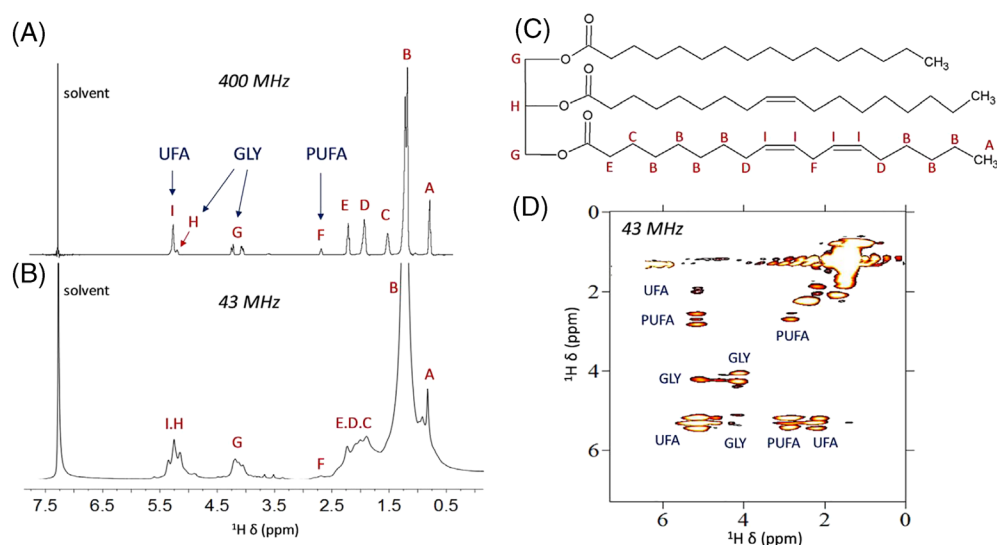 (A)
400 MHz
solvent
UFA
GLY
PUFA
I
H
G
F
E
D
C
B
A
(B)
43 MHz
solvent
I.H
G
F
E.D.C
B
A
7.5 6.5 5.5 4.5 3.5 2.5 1.5 0.5
¹H δ (ppm)
(C)
O
G O CH₃
O
H O CH₃
O
C B B I I I I B B A
G O CH₃
E B B D F D B
(D)
43 MHz
0
2
4
6
¹H δ (ppm)
UFA
PUFA PUFA
GLY
GLY
UFA GLY PUFA UFA
6 4 2 0
¹H δ (ppm)